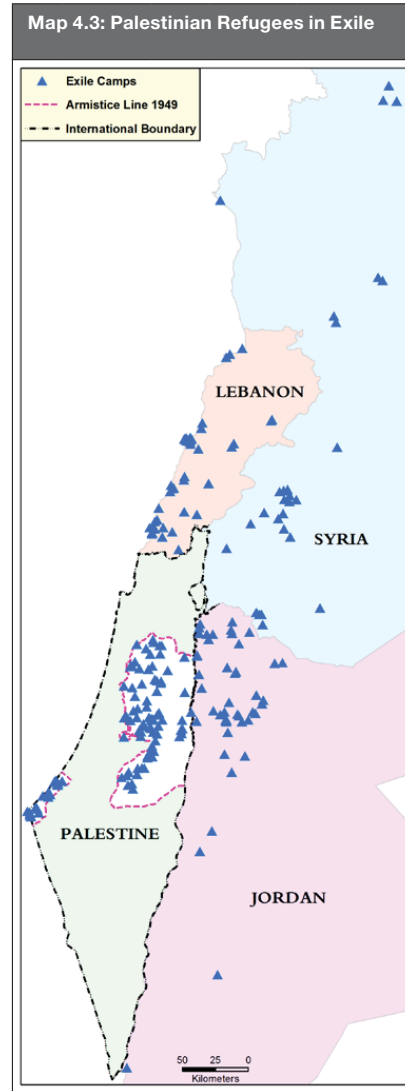 Map 4.3: Palestinian Refugees in Exile
Exile Camps
Armistice Line 1949
International Boundary
LEBANON
SYRIA
PALESTINE
JORDAN
50 25 0
Kilometers